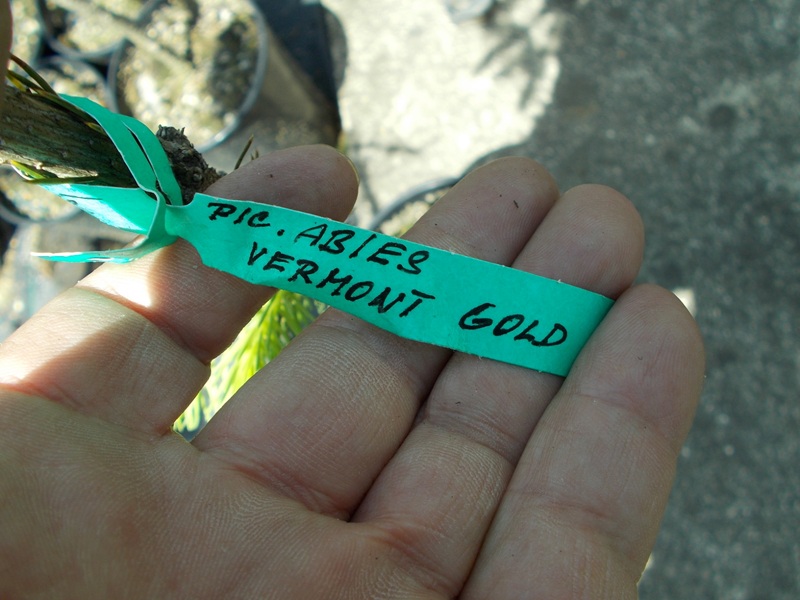 PIC. ABIES
VERMONT GOLD